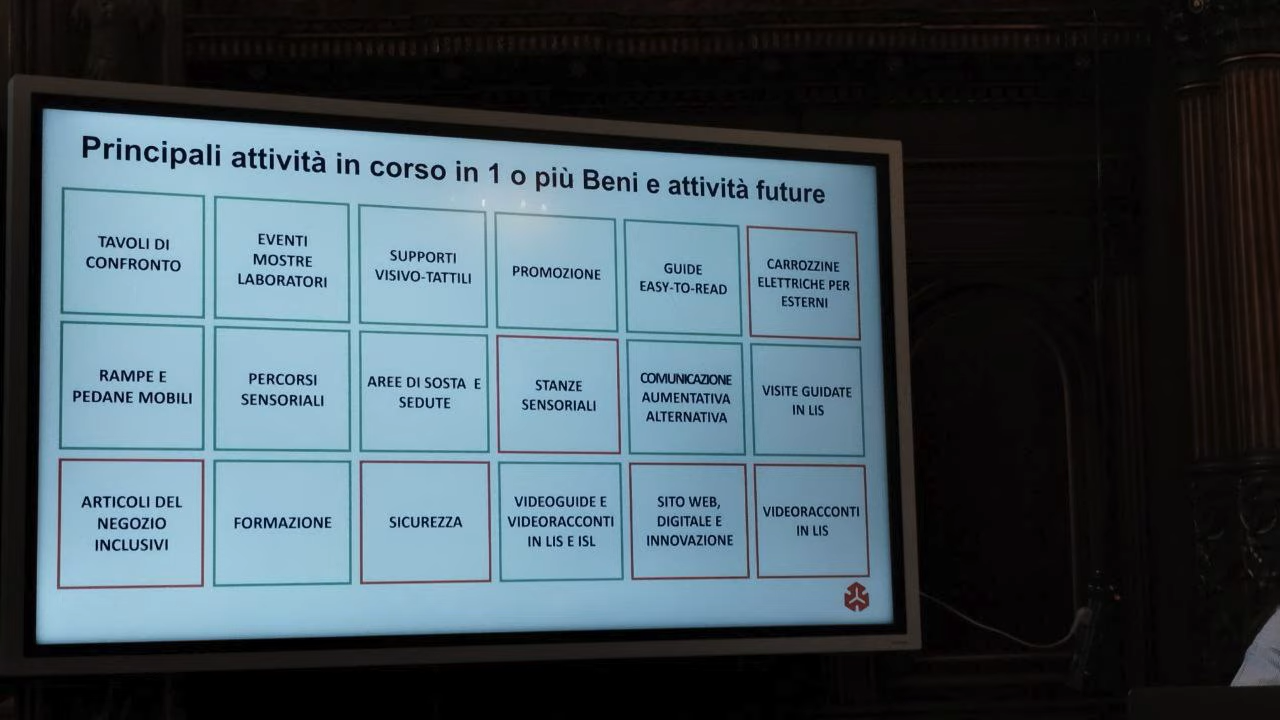 Principali attività in corso in 1 o più Beni e attività future
TAVOLI DI
CONFRONTO
EVENTI
MOSTRE
LABORATORI
SUPPORTI
VISIVO-TATTILI
PROMOZIONE
GUIDE
EASY-TO-READ
CARROZZINE
ELETTRICHE PER
ESTERNI
RAMPE E
PEDANE MOBILI
PERCORSI
SENSORIALI
AREE DI SOSTA E
SEDUTE
STANZE
SENSORIALI
COMUNICAZIONE
AUMENTATIVA
ALTERNATIVA
VISITE GUIDATE
IN LIS
ARTICOLI DEL
NEGOZIO
INCLUSIVI
FORMAZIONE
SICUREZZA
VIDEOGUIDE E
VIDEORACCONTI
IN LIS E ISL
SITO WEB,
DIGITALE E
INNOVAZIONE
VIDEORACCONTI
IN LIS